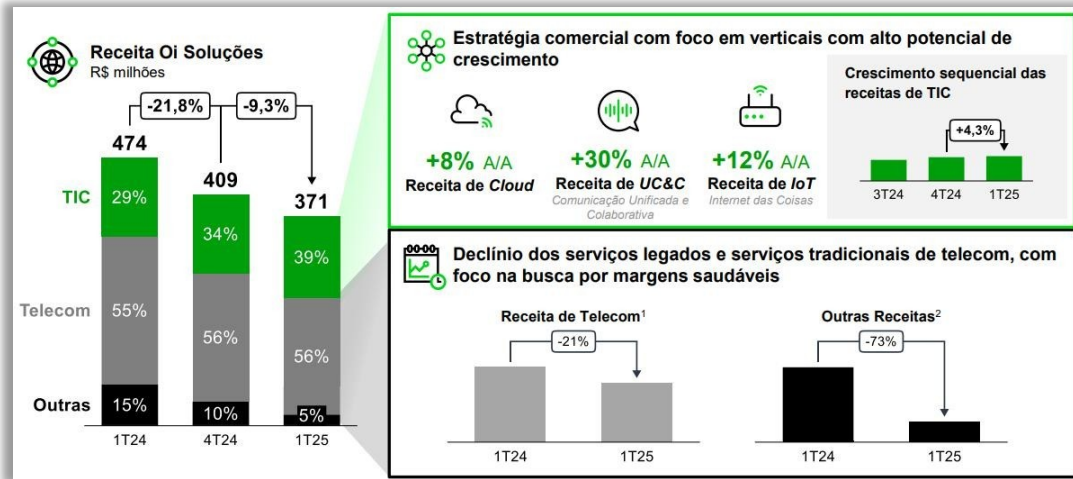 Receita Oi Soluções
R$ milhões
-21,8%
-9,3%
474
409
371
TIC
29%
34%
39%
Telecom
55%
56%
56%
Outras
15%
10%
5%
1T24
4T24
1T25
Estratégia comercial com foco em verticais com alto potencial de
crescimento
+8% A/A
Receita de Cloud
+30% A/A
Receita de UC&C
Comunicação Unificada e
Colaborativa
+12% A/A
Receita de IoT
Internet das Coisas
Crescimento sequencial das
receitas de TIC
+4,3%
3T24
4T24
1T25
Declínio dos serviços legados e serviços tradicionais de telecom, com
foco na busca por margens saudáveis
Receita de Telecom¹
-21%
1T24
1T25
Outras Receitas²
-73%
1T24
1T25